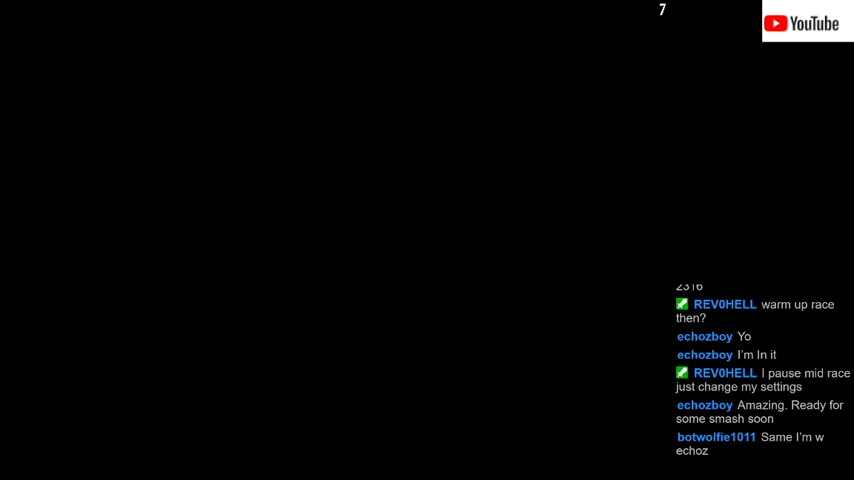 7
YouTube
2316
REV0HELL warm up race
then?
echozboy Yo
echozboy I'm In it
REV0HELL I pause mid race
just change my settings
echozboy Amazing. Ready for
some smash soon
botwolfie1011 Same I'm w
echoz